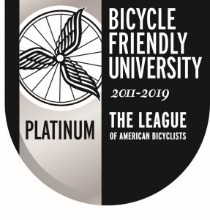 BICYCLE
FRIENDLY
UNIVERSITY
2011-2019
PLATINUM
THE LEAGUE
OF AMERICAN BICYCLISTS